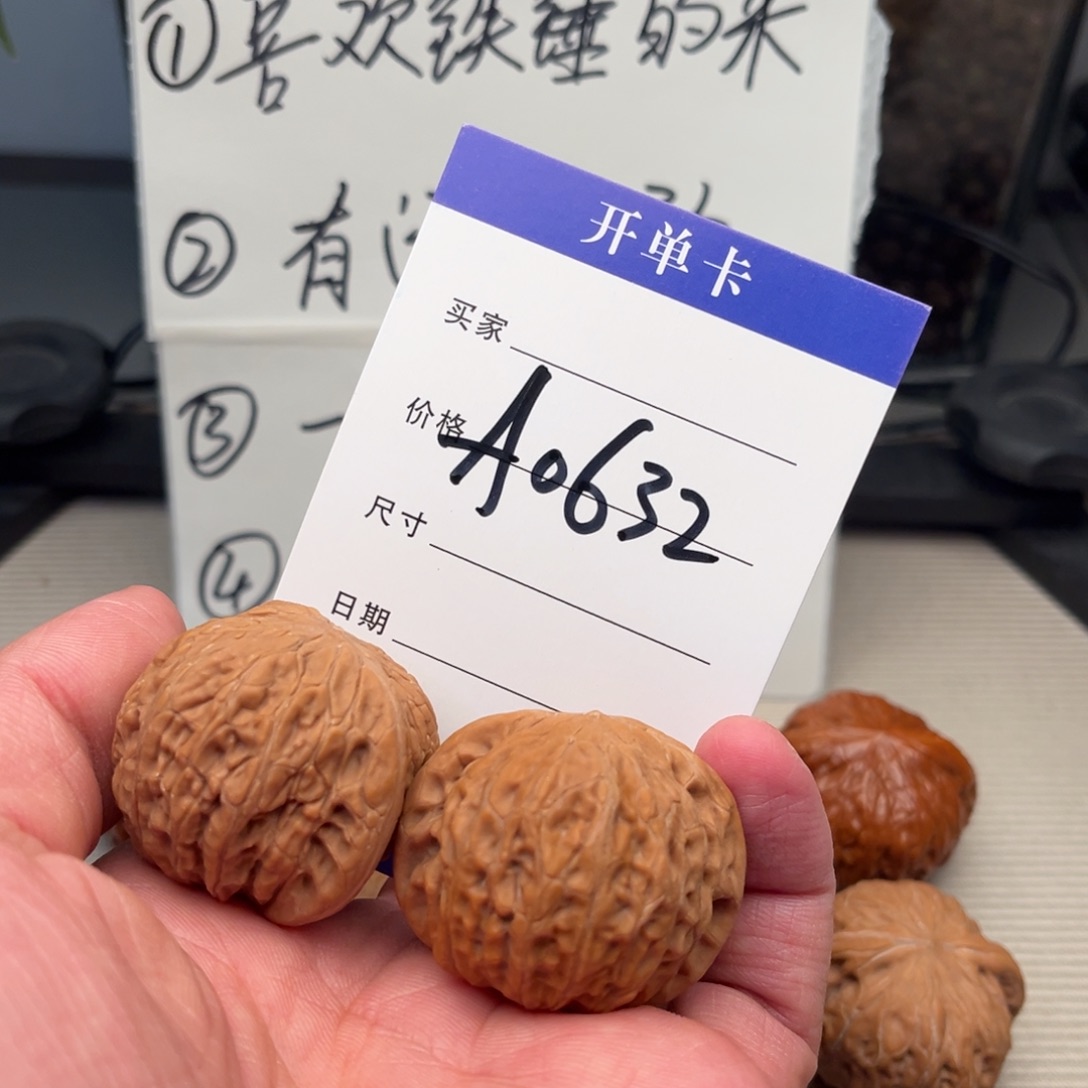 ①喜欢铁锤的来
② 有
③ 一
④
开单卡
买家
价格 A0632
尺寸
日期